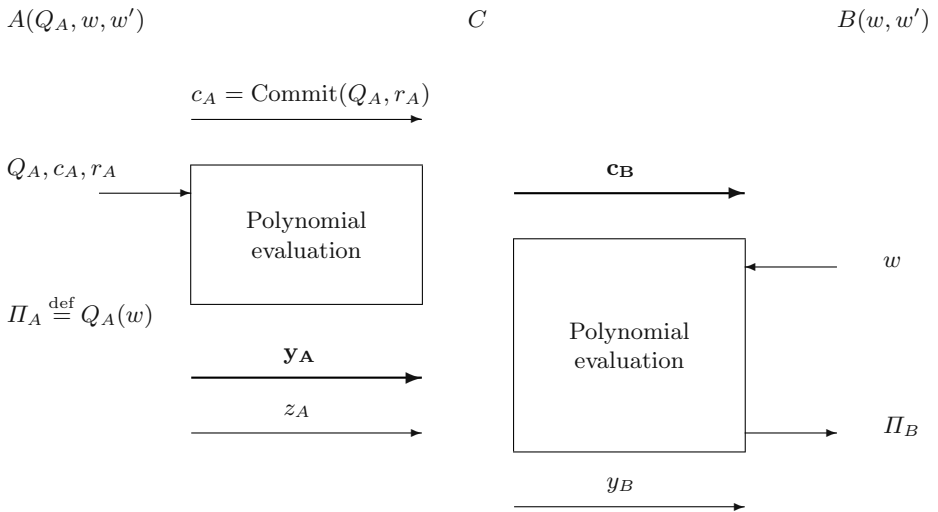 A(Q_A, w, w′) C B(w, w′)
c_A = Commit(Q_A, r_A)
Q_A, c_A, r_A
c_B
Polynomial
evaluation
w
Π_A def= Q_A(w)
Polynomial
evaluation
y_A
z_A
Π_B
y_B